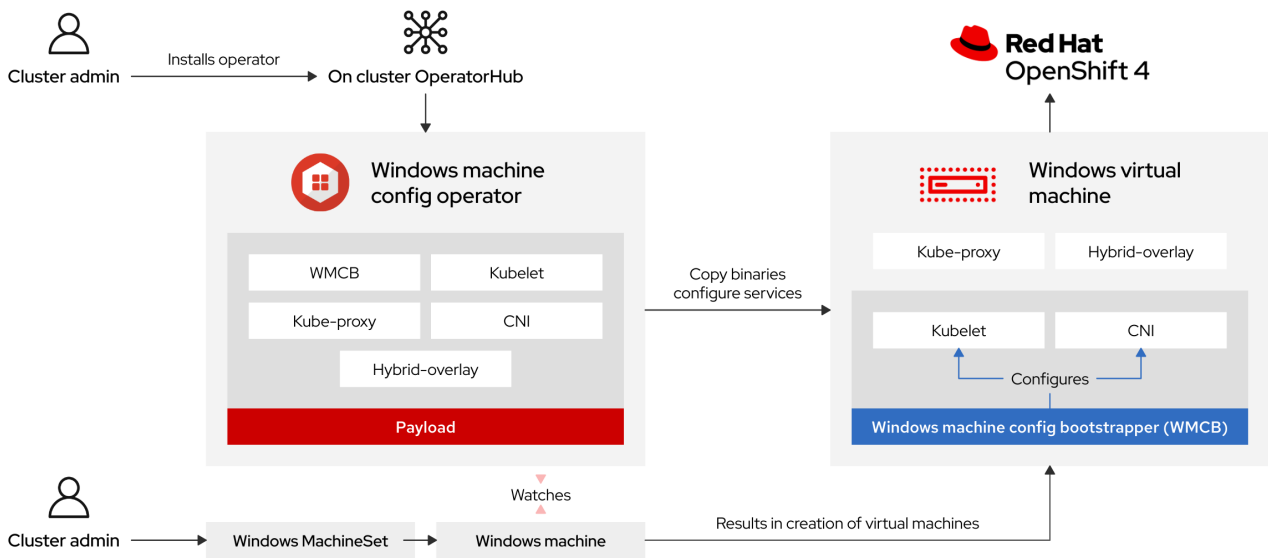 Cluster admin
Installs operator
On cluster OperatorHub
Red Hat
OpenShift 4
Windows machine
config operator
WMCB
Kubelet
Kube-proxy
CNI
Hybrid-overlay
Payload
Copy binaries
configure services
Windows virtual
machine
Kube-proxy
Hybrid-overlay
Kubelet
CNI
Configures
Windows machine config bootstrapper (WMCB)
Watches
Cluster admin
Windows MachineSet
Windows machine
Results in creation of virtual machines